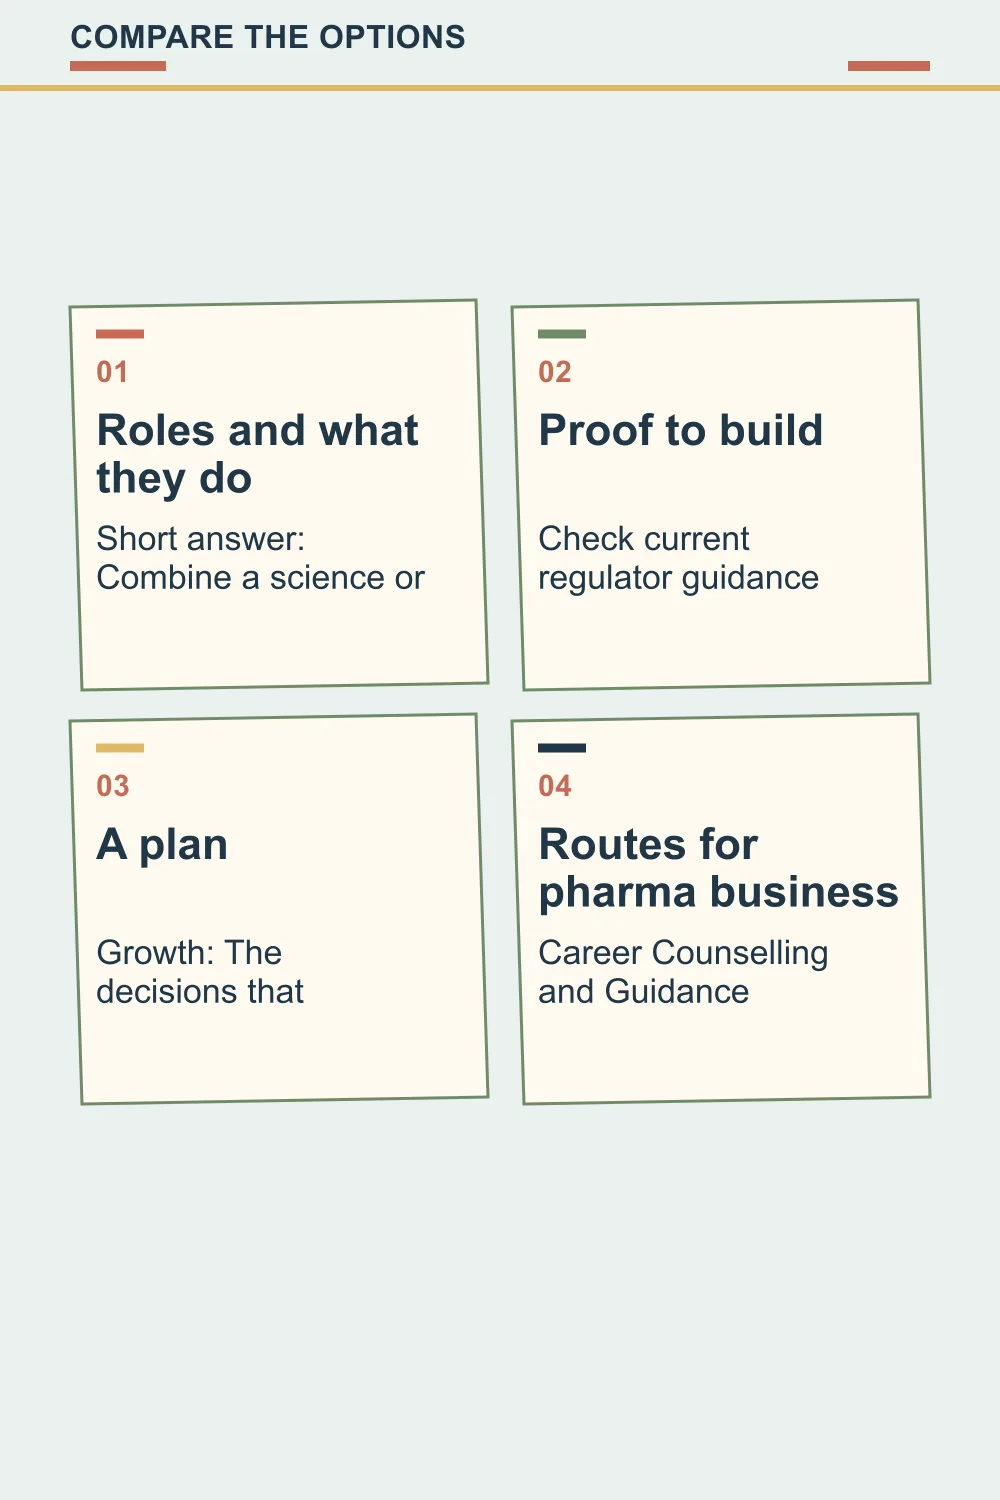 COMPARE THE OPTIONS
01
Roles and what
they do
Short answer:
Combine a science or
02
Proof to build
Check current
regulator guidance
03
A plan
Growth: The
decisions that
04
Routes for
pharma business
Career Counselling
and Guidance